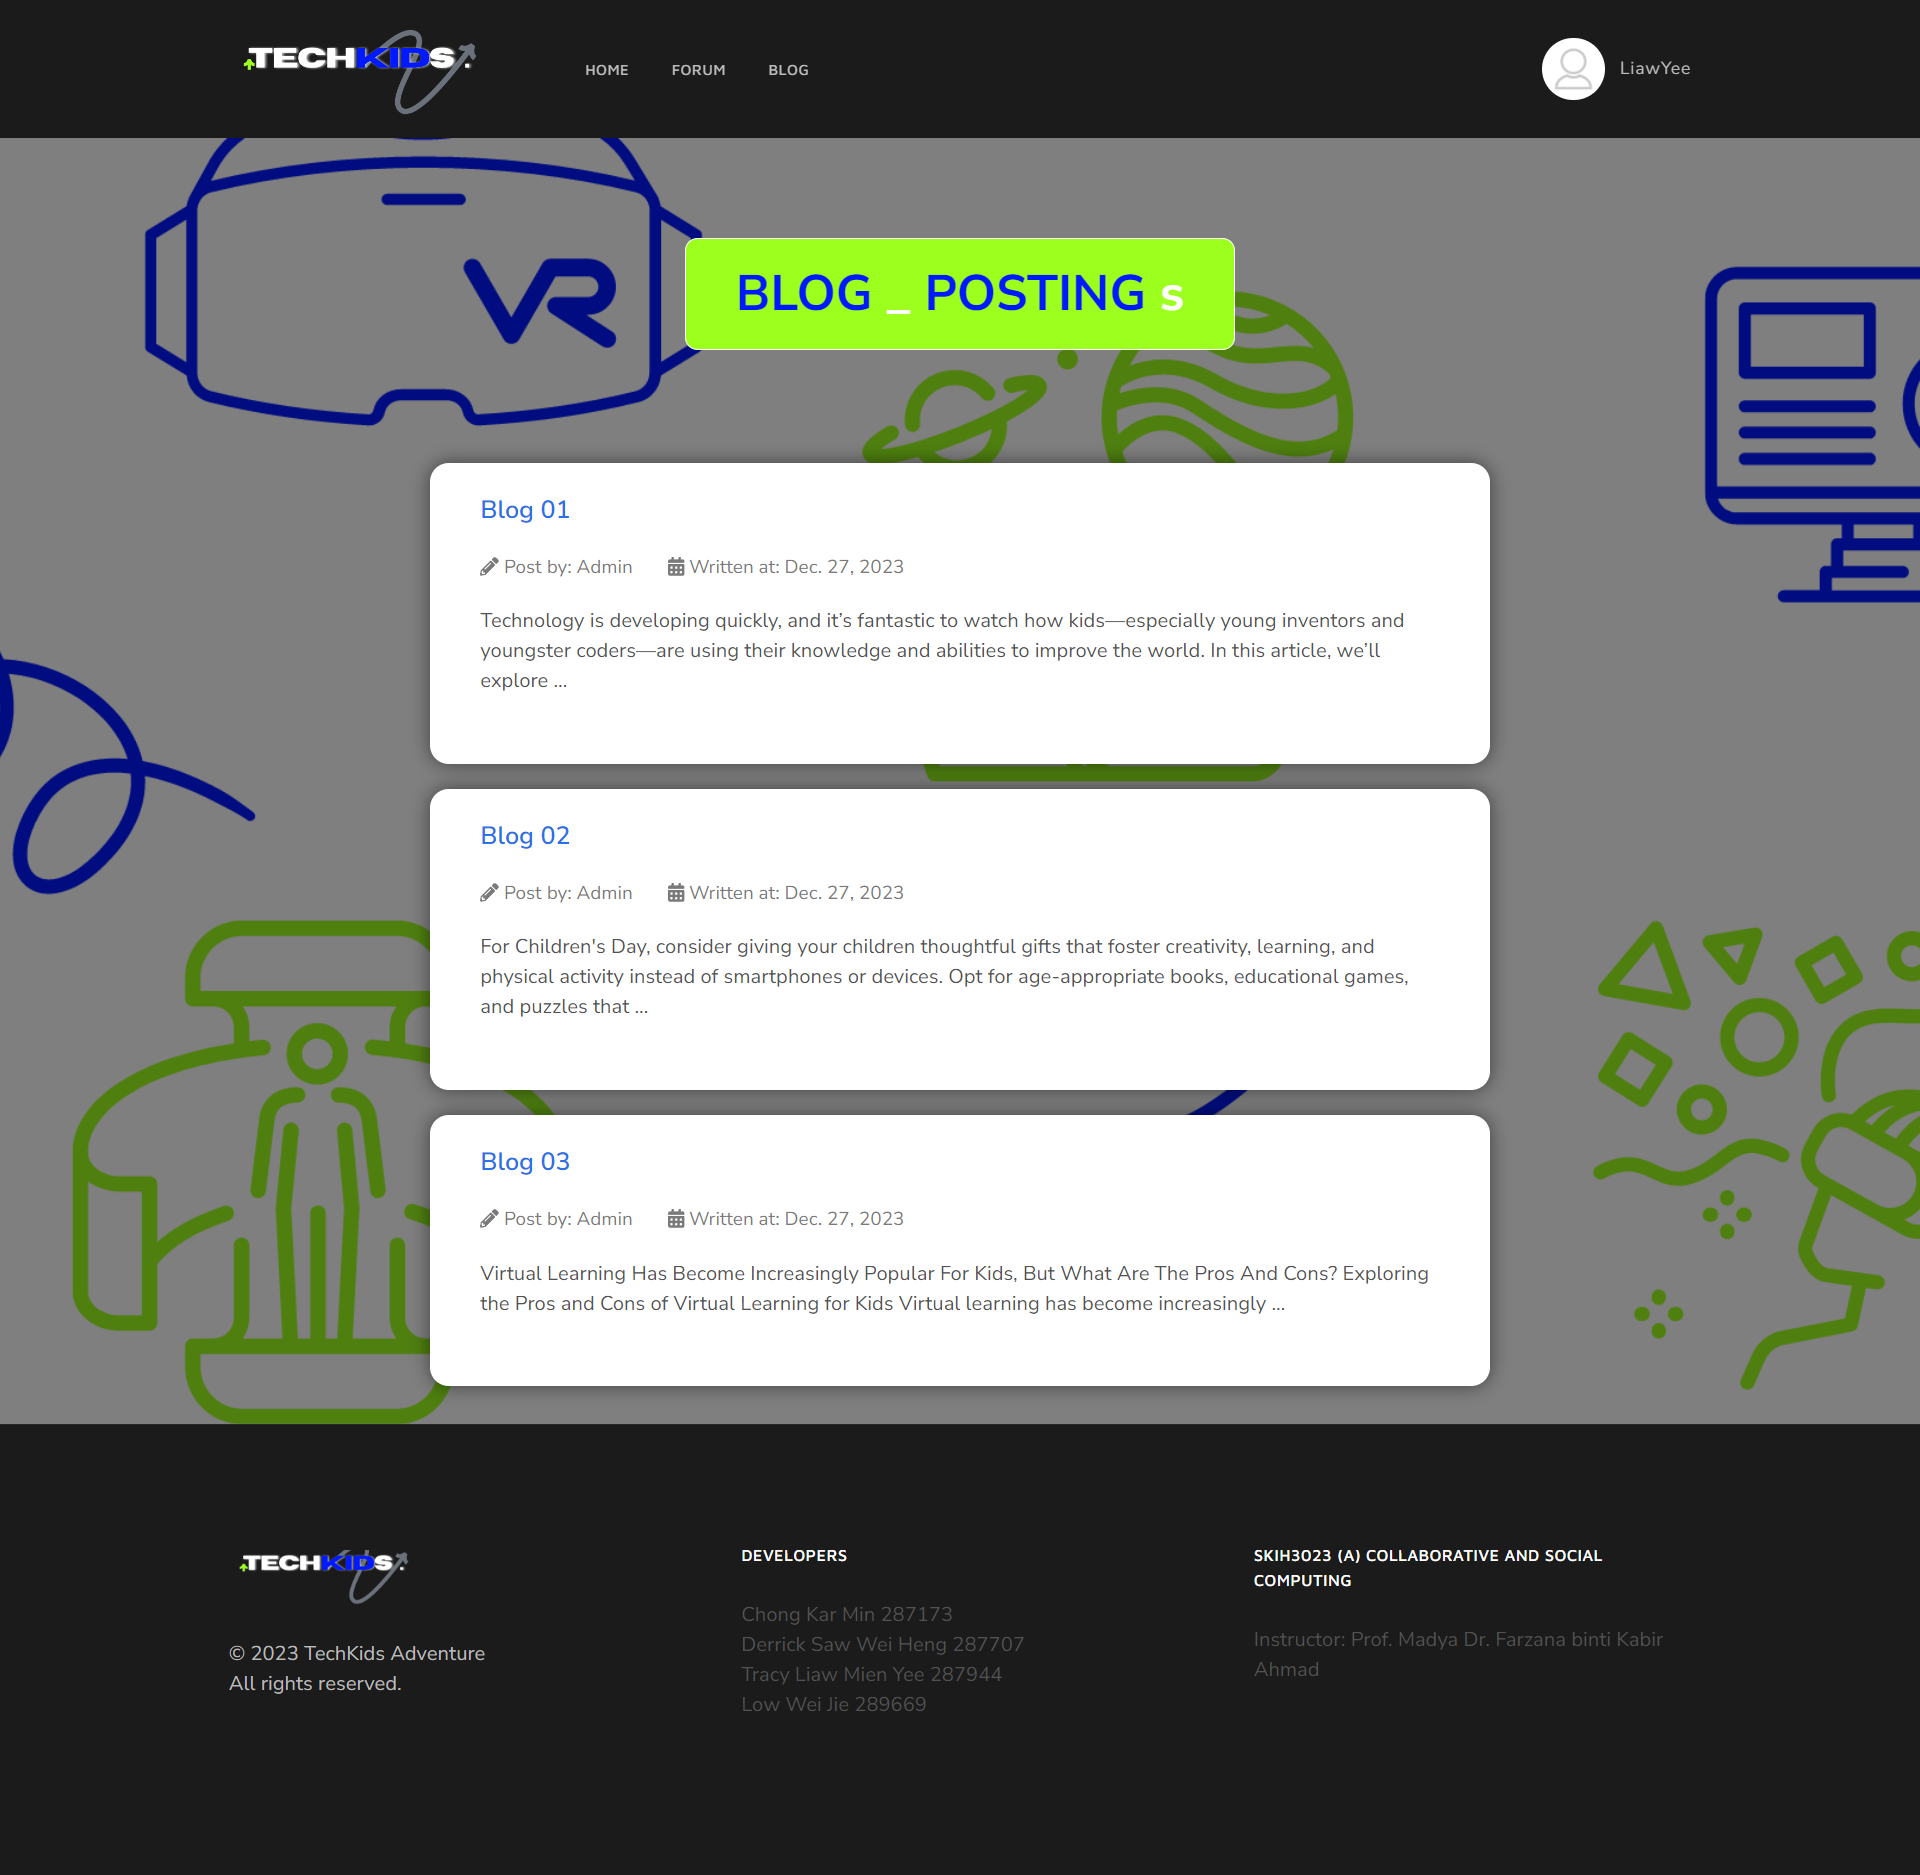 TECHKIDS.
HOME
FORUM
BLOG
LiawYee
VR
BLOG _ POSTING s
Blog 01
Post by: Admin
Written at: Dec. 27, 2023
Technology is developing quickly, and it’s fantastic to watch how kids—especially young inventors and
youngster coders—are using their knowledge and abilities to improve the world. In this article, we’ll
explore ...
Blog 02
Post by: Admin
Written at: Dec. 27, 2023
For Children's Day, consider giving your children thoughtful gifts that foster creativity, learning, and
physical activity instead of smartphones or devices. Opt for age-appropriate books, educational games,
and puzzles that ...
Blog 03
Post by: Admin
Written at: Dec. 27, 2023
Virtual Learning Has Become Increasingly Popular For Kids, But What Are The Pros And Cons? Exploring
the Pros and Cons of Virtual Learning for Kids Virtual learning has become increasingly ...
TECHKIDS.
© 2023 TechKids Adventure
All rights reserved.
DEVELOPERS
Chong Kar Min 287173
Derrick Saw Wei Heng 287707
Tracy Liaw Mien Yee 287944
Low Wei Jie 289669
SKIH3023 (A) COLLABORATIVE AND SOCIAL
COMPUTING
Instructor: Prof. Madya Dr. Farzana binti Kabir
Ahmad